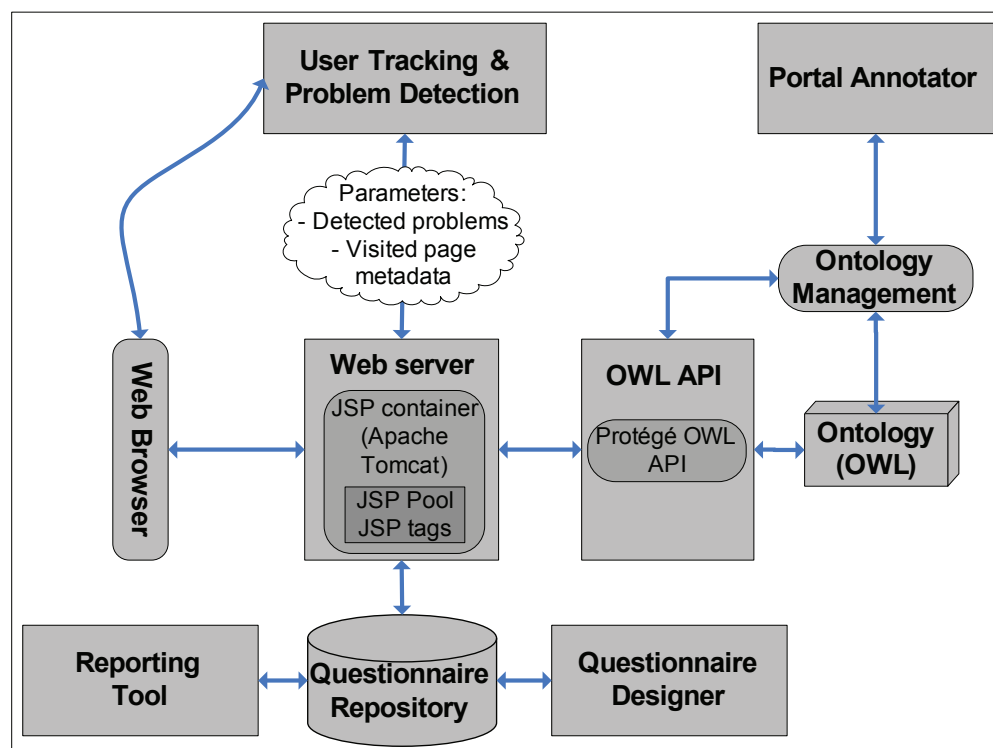 User Tracking &
Problem Detection
Portal Annotator
Parameters:
- Detected problems
- Visited page
metadata
Ontology
Management
Web Browser
Web server
JSP container
(Apache
Tomcat)
JSP Pool
JSP tags
OWL API
Protégé OWL
API
Ontology
(OWL)
Reporting
Tool
Questionnaire
Repository
Questionnaire
Designer